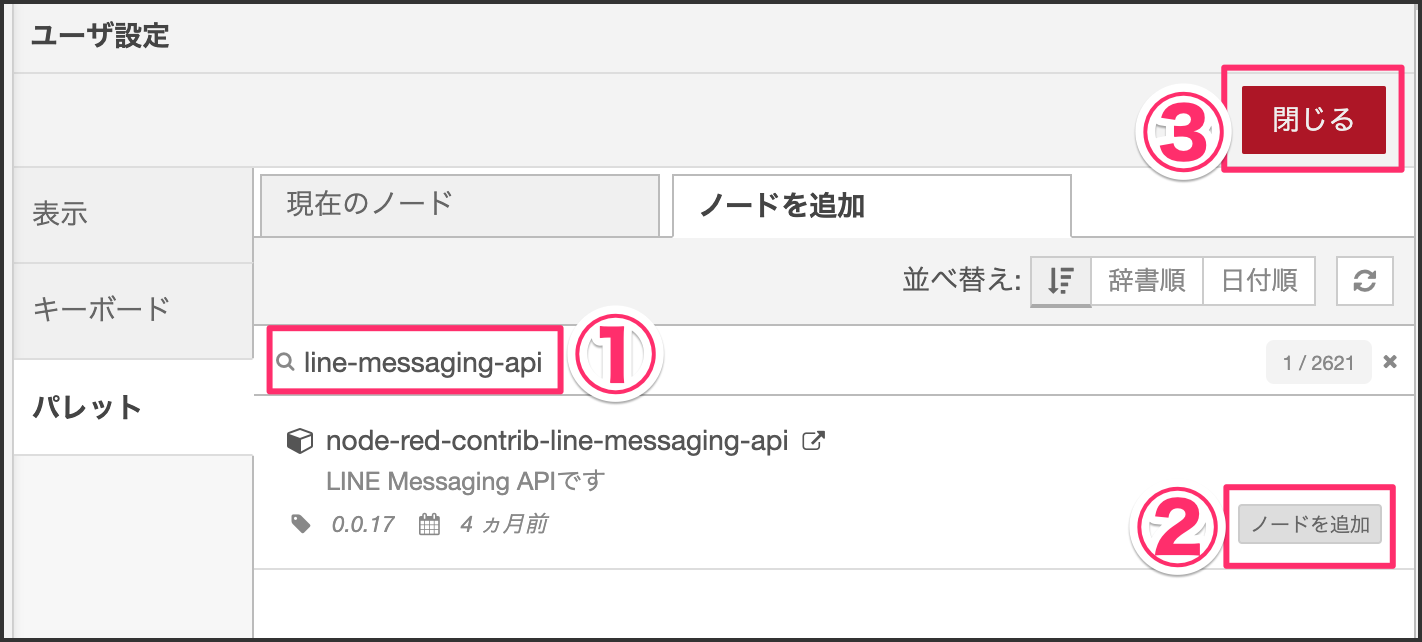 ユーザ設定
③ 閉じる
表示
現在のノード ノードを追加
並べ替え: 辞書順 日付順
キーボード
line-messaging-api ① 1 / 2621 ×
パレット
node-red-contrib-line-messaging-api
LINE Messaging APIです
0.0.17 4 ヵ月前 ② ノードを追加